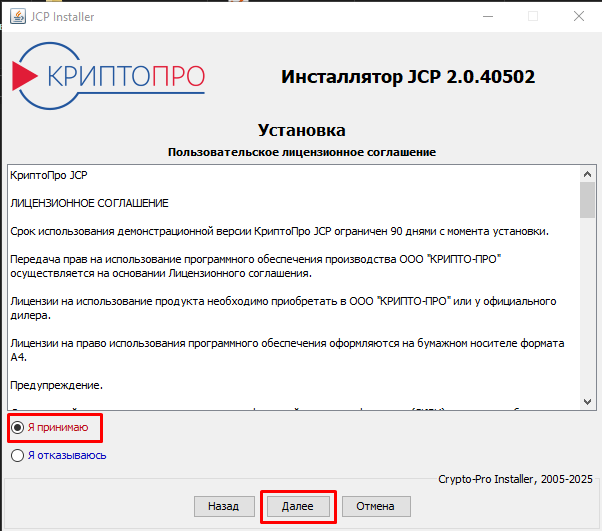 JCP Installer
КРИПТОПРО
Инсталлятор JCP 2.0.40502
Установка
Пользовательское лицензионное соглашение
КриптоПро JCP
ЛИЦЕНЗИОННОЕ СОГЛАШЕНИЕ
Срок использования демонстрационной версии КриптоПро JCP ограничен 90 днями с момента установки.
Передача прав на использование программного обеспечения производства ООО "КРИПТО-ПРО"
осуществляется на основании Лицензионного соглашения.
Лицензии на использование продукта необходимо приобретать в ООО "КРИПТО-ПРО" или у официального
дилера.
Лицензии на право использования программного обеспечения оформляются на бумажном носителе формата
А4.
Предупреждение.
Я принимаю
Я отказываюсь
Crypto-Pro Installer, 2005-2025
Назад
Далее
Отмена